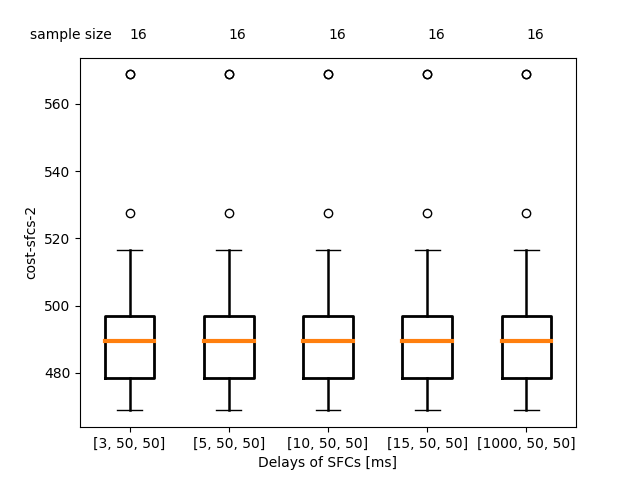 sample size 16 16 16 16 16
560
540
520
500
480
cost-sfcs-2
[3, 50, 50] [5, 50, 50] [10, 50, 50] [15, 50, 50] [1000, 50, 50]
Delays of SFCs [ms]